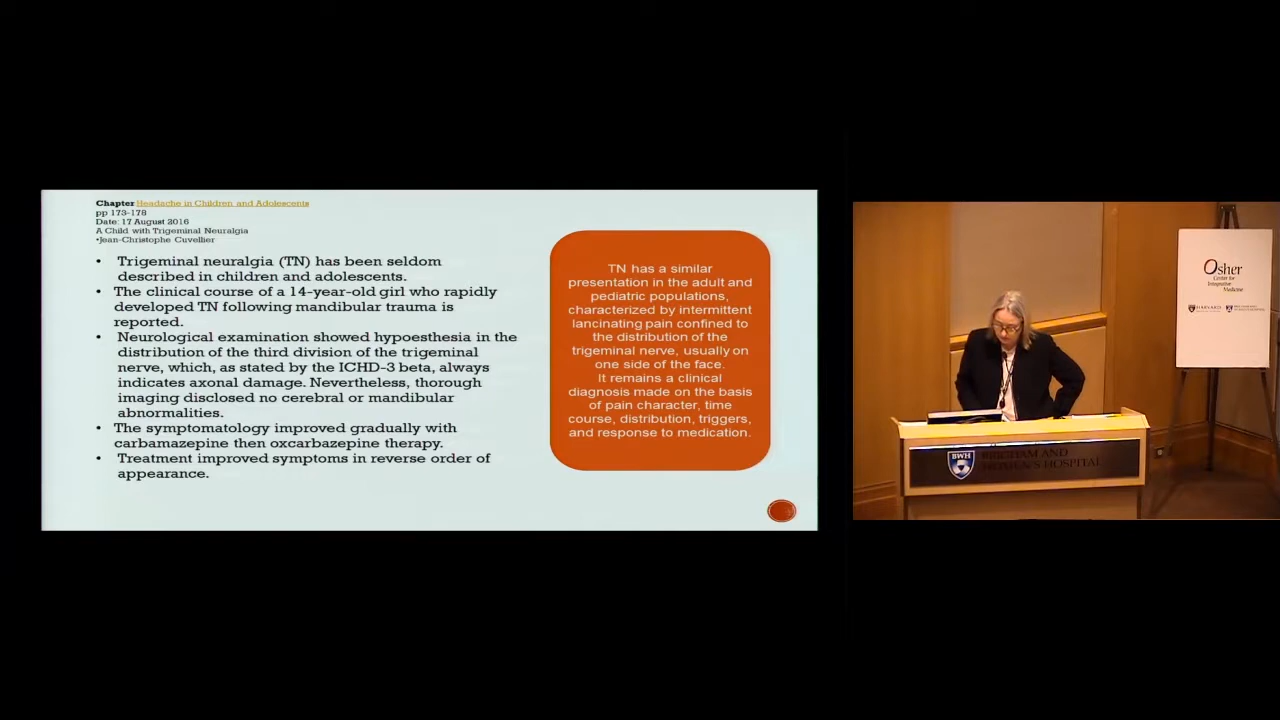 Chapter Headache in Children and Adolescents
pp 173-178
Date: 17 August 2016
A Child with Trigeminal Neuralgia
•Jean-Christophe Cuvellier
• Trigeminal neuralgia (TN) has been seldom
described in children and adolescents.
• The clinical course of a 14-year-old girl who rapidly
developed TN following mandibular trauma is
reported.
• Neurological examination showed hypoesthesia in the
distribution of the third division of the trigeminal
nerve, which, as stated by the ICHD-3 beta, always
indicates axonal damage. Nevertheless, thorough
imaging disclosed no cerebral or mandibular
abnormalities.
• The symptomatology improved gradually with
carbamazepine then oxcarbazepine therapy.
• Treatment improved symptoms in reverse order of
appearance.
TN has a similar
presentation in the adult and
pediatric populations,
characterized by intermittent
lancinating pain confined to
the distribution of the
trigeminal nerve, usually on
one side of the face.
It remains a clinical
diagnosis made on the basis
of pain character, time
course, distribution, triggers,
and response to medication.
Osher
Center for
Integrative
Medicine
HARVARD
BWH
BRIGHAM AND
WOMEN'S HOSPITAL